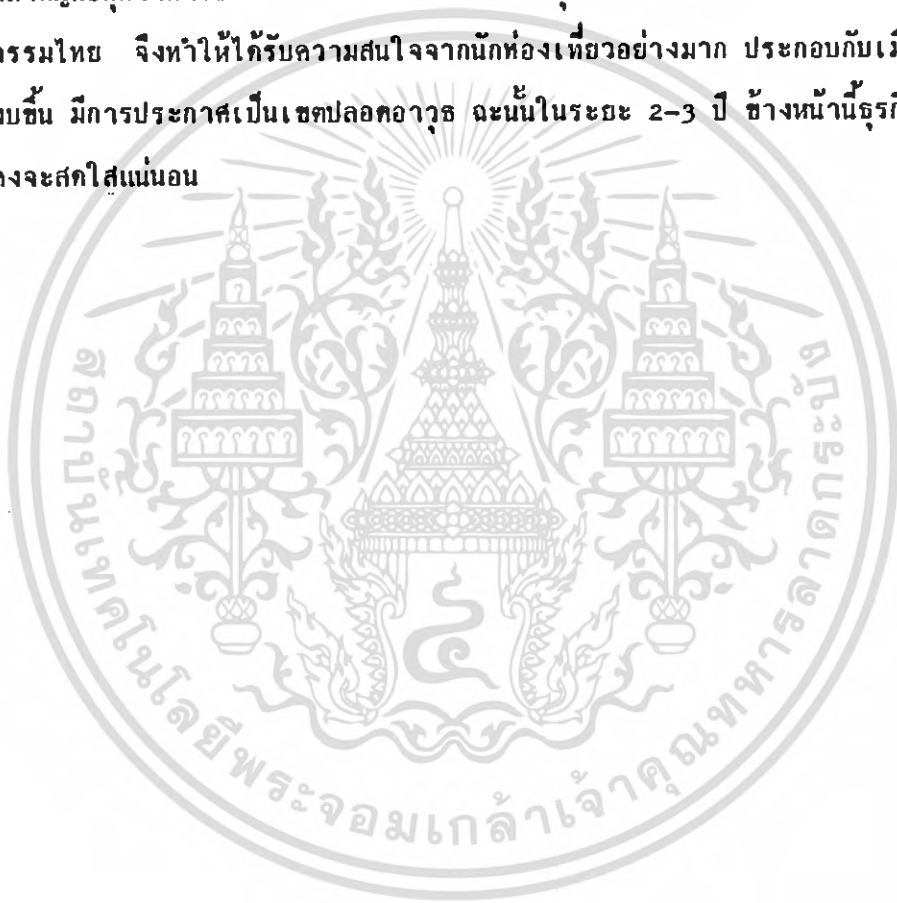 กรรมไทย จึงทำให้ได้รับความสนใจจากนักท่องเที่ยวอย่างมาก ประกอบกับเมื
บขึ้น มีการประกาศเป็นเขตปลอดอาวุธ ฉะนั้นในระยะ 2-3 ปี ข้างหน้านี้ธุรกิ
งจะสดใสแน่นอน
สถาบันเทคโนโลยีพระจอมเกล้าเจ้าคุณทหารลาดกระบัง